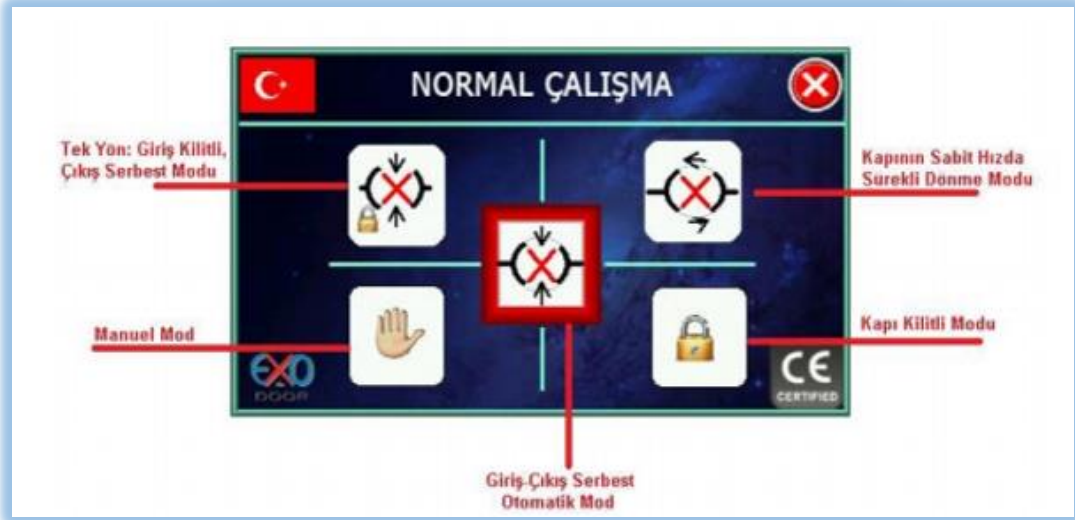 NORMAL ÇALIŞMA
Tek Yön: Giriş Kilitli,
Çıkış Serbest Modu
Kapının Sabit Hızda
Sürekli Dönme Modu
Manuel Mod
Kapı Kilitli Modu
EXO
DOOR
CE
CERTIFIED
Giriş-Çıkış Serbest
Otomatik Mod